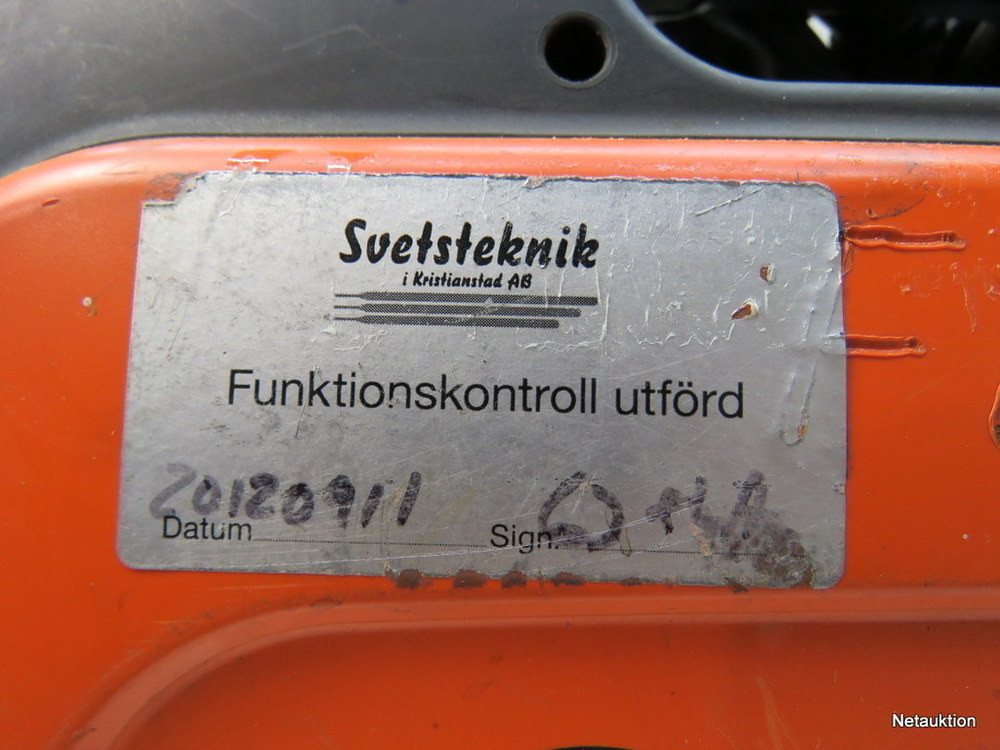 Svetsteknik
i Kristianstad AB
Funktionskontroll utförd
20120911
Datum Sign.
Netauktion